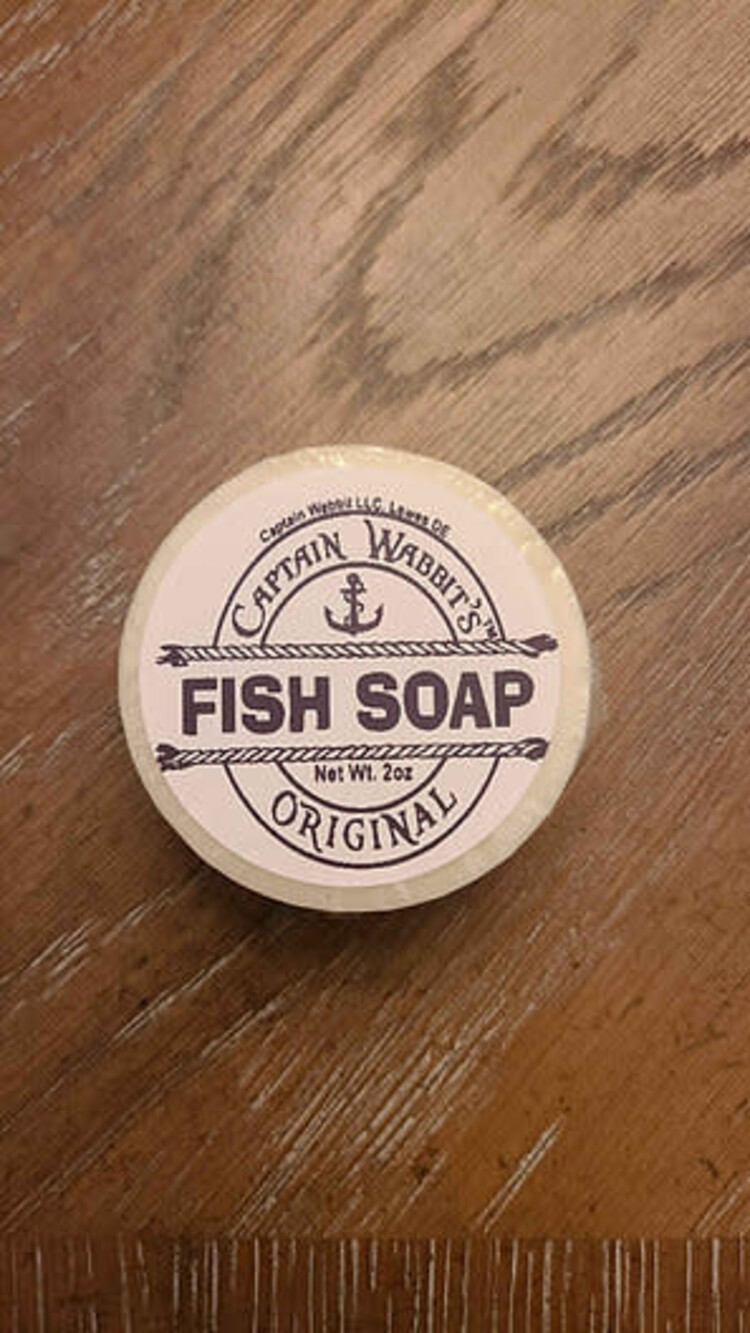 Captain Wabbit LLC, Lewes DE
CAPTAIN WABBIT'S™
FISH SOAP
Net Wt. 2oz
ORIGINAL